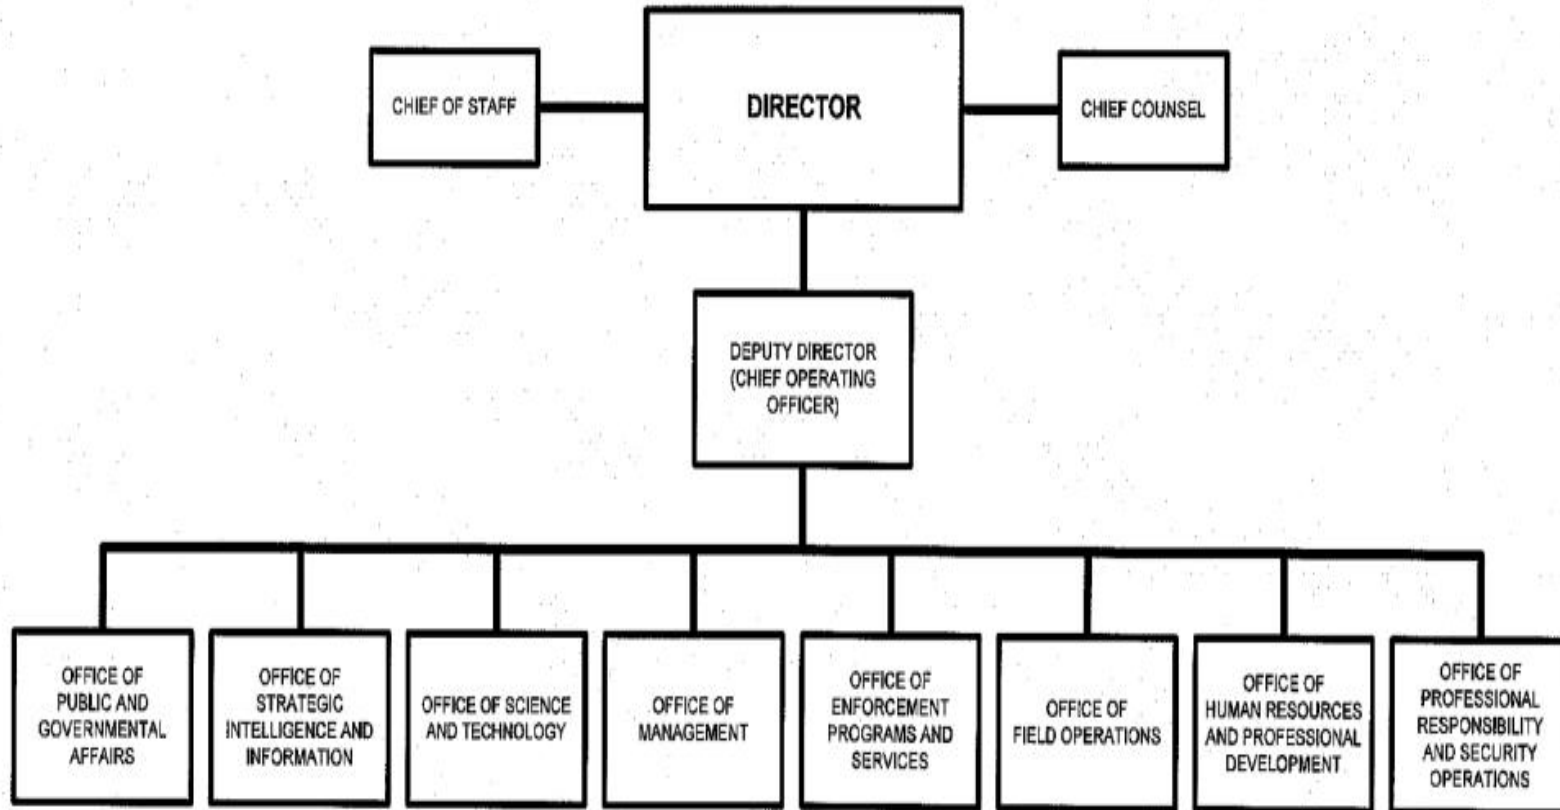 CHIEF OF STAFF
DIRECTOR
CHIEF COUNSEL
DEPUTY DIRECTOR
(CHIEF OPERATING
OFFICER)
OFFICE OF
PUBLIC AND
GOVERNMENTAL
AFFAIRS
OFFICE OF
STRATEGIC
INTELLIGENCE AND
INFORMATION
OFFICE OF SCIENCE
AND TECHNOLOGY
OFFICE OF
MANAGEMENT
OFFICE OF
ENFORCEMENT
PROGRAMS AND
SERVICES
OFFICE OF
FIELD OPERATIONS
OFFICE OF
HUMAN RESOURCES
AND PROFESSIONAL
DEVELOPMENT
OFFICE OF
PROFESSIONAL
RESPONSIBILITY
AND SECURITY
OPERATIONS